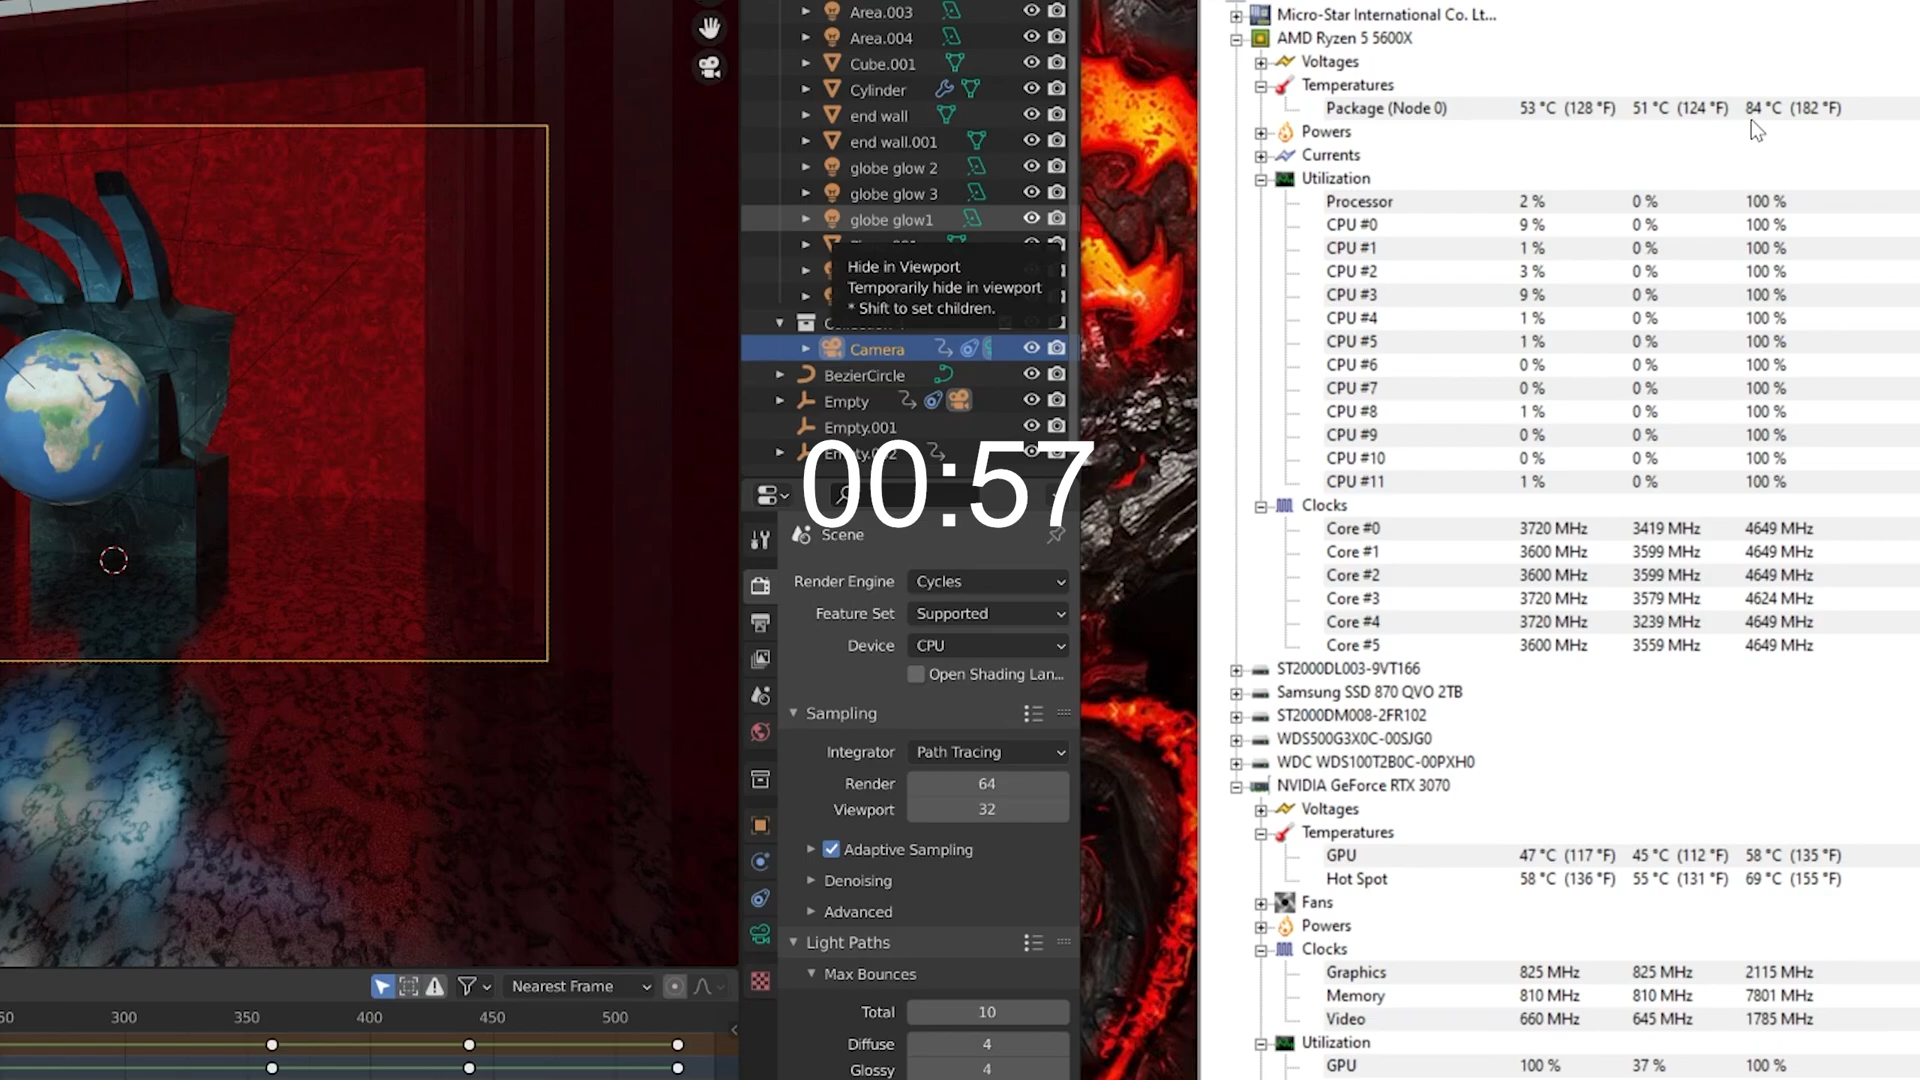 Area.003
Area.004
Cube.001
Cylinder
end wall
end wall.001
globe glow 2
globe glow 3
globe glow1
Hide in Viewport
Temporarily hide in viewport
* Shift to set children.
Camera
BezierCircle
Empty
Empty.001
00:57
Scene
Render Engine Cycles
Feature Set Supported
Device CPU
Open Shading Lan...
Sampling
Integrator Path Tracing
Render 64
Viewport 32
Adaptive Sampling
Denoising
Advanced
Light Paths
Max Bounces
Total 10
Diffuse 4
Glossy 4
Nearest Frame
50 300 350 400 450 500
Micro-Star International Co. Lt...
AMD Ryzen 5 5600X
Voltages
Temperatures
Package (Node 0) 53 °C (128 °F) 51 °C (124 °F) 84 °C (182 °F)
Powers
Currents
Utilization
Processor 2 % 0 % 100 %
CPU #0 9 % 0 % 100 %
CPU #1 1 % 0 % 100 %
CPU #2 3 % 0 % 100 %
CPU #3 9 % 0 % 100 %
CPU #4 1 % 0 % 100 %
CPU #5 1 % 0 % 100 %
CPU #6 0 % 0 % 100 %
CPU #7 0 % 0 % 100 %
CPU #8 1 % 0 % 100 %
CPU #9 0 % 0 % 100 %
CPU #10 0 % 0 % 100 %
CPU #11 1 % 0 % 100 %
Clocks
Core #0 3720 MHz 3419 MHz 4649 MHz
Core #1 3600 MHz 3599 MHz 4649 MHz
Core #2 3600 MHz 3599 MHz 4649 MHz
Core #3 3720 MHz 3579 MHz 4624 MHz
Core #4 3720 MHz 3239 MHz 4649 MHz
Core #5 3600 MHz 3559 MHz 4649 MHz
ST2000DL003-9VT166
Samsung SSD 870 QVO 2TB
ST2000DM008-2FR102
WDS500G3X0C-00SJG0
WDC WDS100T2B0C-00PXH0
NVIDIA GeForce RTX 3070
Voltages
Temperatures
GPU 47 °C (117 °F) 45 °C (112 °F) 58 °C (135 °F)
Hot Spot 58 °C (136 °F) 55 °C (131 °F) 69 °C (155 °F)
Fans
Powers
Clocks
Graphics 825 MHz 825 MHz 2115 MHz
Memory 810 MHz 810 MHz 7801 MHz
Video 660 MHz 645 MHz 1785 MHz
Utilization
GPU 100 % 37 % 100 %